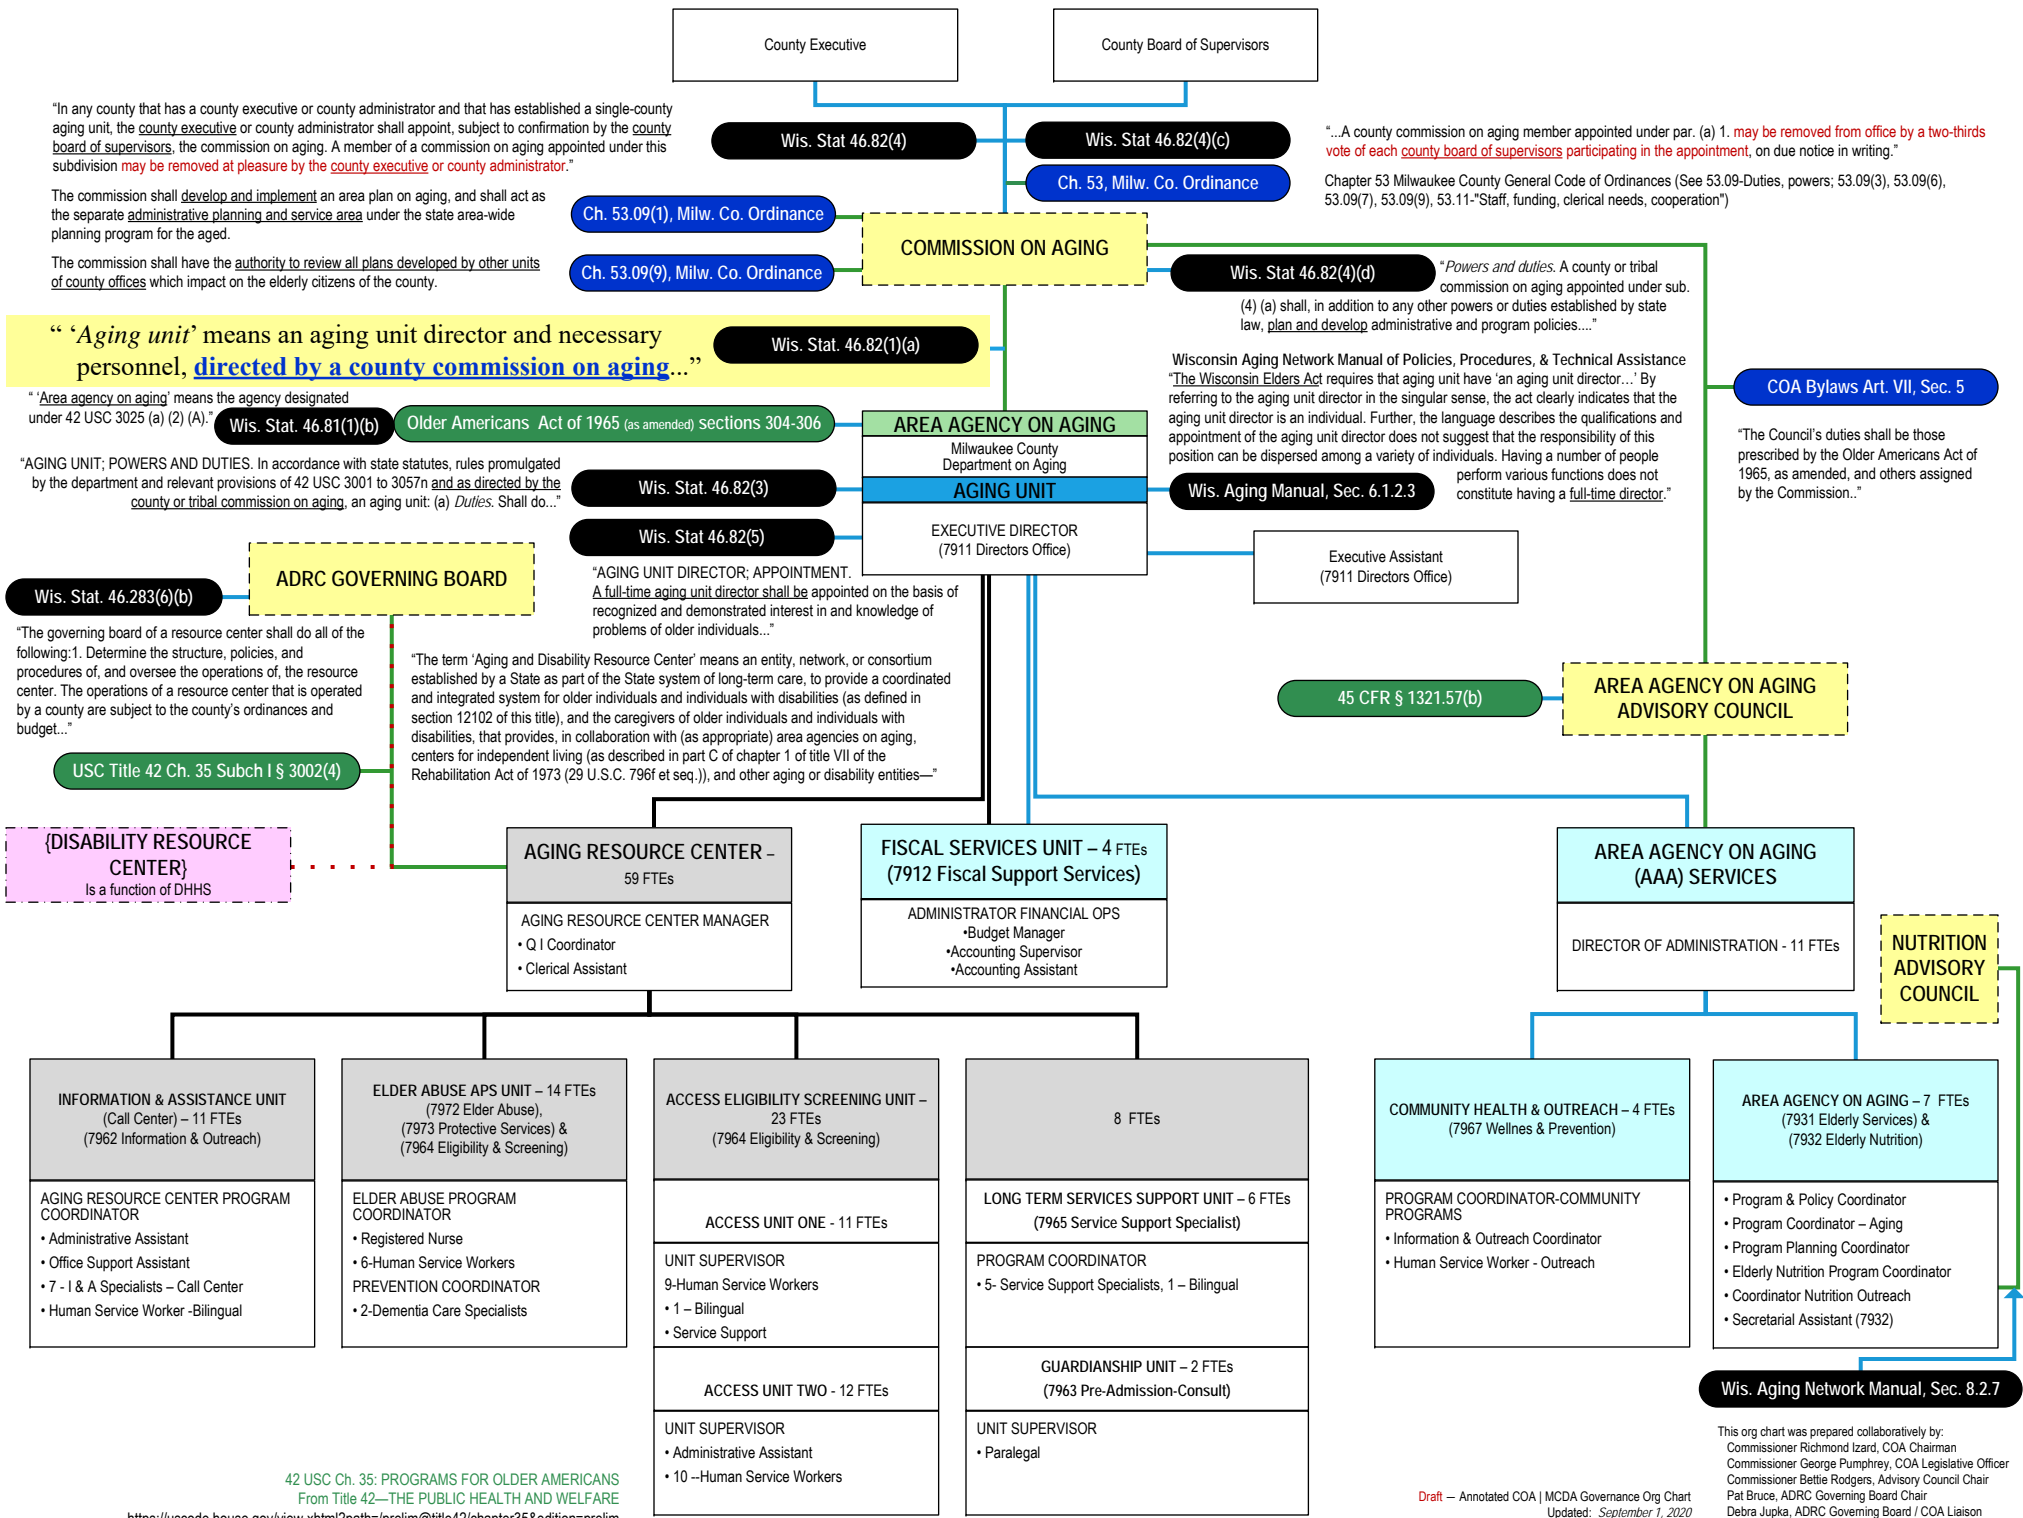 County Executive
County Board of Supervisors
“In any county that has a county executive or county administrator and that has established a single-county
aging unit, the county executive or county administrator shall appoint, subject to confirmation by the county
board of supervisors, the commission on aging. A member of a commission on aging appointed under this
subdivision may be removed at pleasure by the county executive or county administrator.”
The commission shall develop and implement an area plan on aging, and shall act as
the separate administrative planning and service area under the state area-wide
planning program for the aged.
The commission shall have the authority to review all plans developed by other units
of county offices which impact on the elderly citizens of the county.
Wis. Stat 46.82(4)
Wis. Stat 46.82(4)(c)
Ch. 53, Milw. Co. Ordinance
“...A county commission on aging member appointed under par. (a) 1. may be removed from office by a two-thirds
vote of each county board of supervisors participating in the appointment, on due notice in writing.”
Chapter 53 Milwaukee County General Code of Ordinances (See 53.09-Duties, powers; 53.09(3), 53.09(6),
53.09(7), 53.09(9), 53.11-"Staff, funding, clerical needs, cooperation")
Ch. 53.09(1), Milw. Co. Ordinance
Ch. 53.09(9), Milw. Co. Ordinance
COMMISSION ON AGING
Wis. Stat 46.82(4)(d)
“Powers and duties. A county or tribal
commission on aging appointed under sub.
(4) (a) shall, in addition to any other powers or duties established by state
law, plan and develop administrative and program policies....”
“ ‘Aging unit’ means an aging unit director and necessary
personnel, directed by a county commission on aging...”
Wis. Stat. 46.82(1)(a)
“ ‘Area agency on aging’ means the agency designated
under 42 USC 3025 (a) (2) (A).”
Wis. Stat. 46.81(1)(b)
Older Americans Act of 1965 (as amended) sections 304-306
“AGING UNIT; POWERS AND DUTIES. In accordance with state statutes, rules promulgated
by the department and relevant provisions of 42 USC 3001 to 3057n and as directed by the
county or tribal commission on aging, an aging unit: (a) Duties. Shall do...”
Wis. Stat. 46.82(3)
Wis. Stat 46.82(5)
AREA AGENCY ON AGING
Milwaukee County
Department on Aging
AGING UNIT
EXECUTIVE DIRECTOR
(7911 Directors Office)
Wisconsin Aging Network Manual of Policies, Procedures, & Technical Assistance
“The Wisconsin Elders Act requires that aging unit have ‘an aging unit director…’ By
referring to the aging unit director in the singular sense, the act clearly indicates that the
aging unit director is an individual. Further, the language describes the qualifications and
appointment of the aging unit director does not suggest that the responsibility of this
position can be dispersed among a variety of individuals. Having a number of people
perform various functions does not
constitute having a full-time director.”
Wis. Aging Manual, Sec. 6.1.2.3
COA Bylaws Art. VII, Sec. 5
“The Council’s duties shall be those
prescribed by the Older Americans Act of
1965, as amended, and others assigned
by the Commission..”
Executive Assistant
(7911 Directors Office)
“AGING UNIT DIRECTOR; APPOINTMENT.
A full-time aging unit director shall be appointed on the basis of
recognized and demonstrated interest in and knowledge of
problems of older individuals...”
ADRC GOVERNING BOARD
Wis. Stat. 46.283(6)(b)
“The governing board of a resource center shall do all of the
following:1. Determine the structure, policies, and
procedures of, and oversee the operations of, the resource
center. The operations of a resource center that is operated
by a county are subject to the county’s ordinances and
budget...”
“The term ‘Aging and Disability Resource Center’ means an entity, network, or consortium
established by a State as part of the State system of long-term care, to provide a coordinated
and integrated system for older individuals and individuals with disabilities (as defined in
section 12102 of this title), and the caregivers of older individuals and individuals with
disabilities, that provides, in collaboration with (as appropriate) area agencies on aging,
centers for independent living (as described in part C of chapter 1 of title VII of the
Rehabilitation Act of 1973 (29 U.S.C. 796f et seq.)), and other aging or disability entities—”
USC Title 42 Ch. 35 Subch I § 3002(4)
45 CFR § 1321.57(b)
AREA AGENCY ON AGING
ADVISORY COUNCIL
{DISABILITY RESOURCE
CENTER}
Is a function of DHHS
AGING RESOURCE CENTER –
59 FTEs
AGING RESOURCE CENTER MANAGER
• Q I Coordinator
• Clerical Assistant
FISCAL SERVICES UNIT – 4 FTEs
(7912 Fiscal Support Services)
ADMINISTRATOR FINANCIAL OPS
•Budget Manager
•Accounting Supervisor
•Accounting Assistant
AREA AGENCY ON AGING
(AAA) SERVICES
DIRECTOR OF ADMINISTRATION - 11 FTEs
NUTRITION
ADVISORY
COUNCIL
INFORMATION & ASSISTANCE UNIT
(Call Center) – 11 FTEs
(7962 Information & Outreach)
AGING RESOURCE CENTER PROGRAM
COORDINATOR
• Administrative Assistant
• Office Support Assistant
• 7 - I & A Specialists – Call Center
• Human Service Worker -Bilingual
ELDER ABUSE APS UNIT – 14 FTEs
(7972 Elder Abuse),
(7973 Protective Services) &
(7964 Eligibility & Screening)
ELDER ABUSE PROGRAM
COORDINATOR
• Registered Nurse
• 6-Human Service Workers
PREVENTION COORDINATOR
• 2-Dementia Care Specialists
ACCESS ELIGIBILITY SCREENING UNIT –
23 FTEs
(7964 Eligibility & Screening)
ACCESS UNIT ONE - 11 FTEs
UNIT SUPERVISOR
9-Human Service Workers
• 1 – Bilingual
• Service Support
ACCESS UNIT TWO - 12 FTEs
UNIT SUPERVISOR
• Administrative Assistant
• 10 --Human Service Workers
8 FTEs
LONG TERM SERVICES SUPPORT UNIT – 6 FTEs
(7965 Service Support Specialist)
PROGRAM COORDINATOR
• 5- Service Support Specialists, 1 – Bilingual
GUARDIANSHIP UNIT – 2 FTEs
(7963 Pre-Admission-Consult)
UNIT SUPERVISOR
• Paralegal
COMMUNITY HEALTH & OUTREACH – 4 FTEs
(7967 Wellnes & Prevention)
PROGRAM COORDINATOR-COMMUNITY
PROGRAMS
• Information & Outreach Coordinator
• Human Service Worker - Outreach
AREA AGENCY ON AGING – 7 FTEs
(7931 Elderly Services) &
(7932 Elderly Nutrition)
• Program & Policy Coordinator
• Program Coordinator – Aging
• Program Planning Coordinator
• Elderly Nutrition Program Coordinator
• Coordinator Nutrition Outreach
• Secretarial Assistant (7932)
Wis. Aging Network Manual, Sec. 8.2.7
This org chart was prepared collaboratively by:
Commissioner Richmond Izard, COA Chairman
Commissioner George Pumphrey, COA Legislative Officer
Commissioner Bettie Rodgers, Advisory Council Chair
Pat Bruce, ADRC Governing Board Chair
Debra Jupka, ADRC Governing Board / COA Liaison
42 USC Ch. 35: PROGRAMS FOR OLDER AMERICANS
From Title 42—THE PUBLIC HEALTH AND WELFARE
https://uscode.house.gov/view.xhtml?path=/prelim@title42/chapter35&edition=prelim
Draft — Annotated COA | MCDA Governance Org Chart
Updated: September 1, 2020